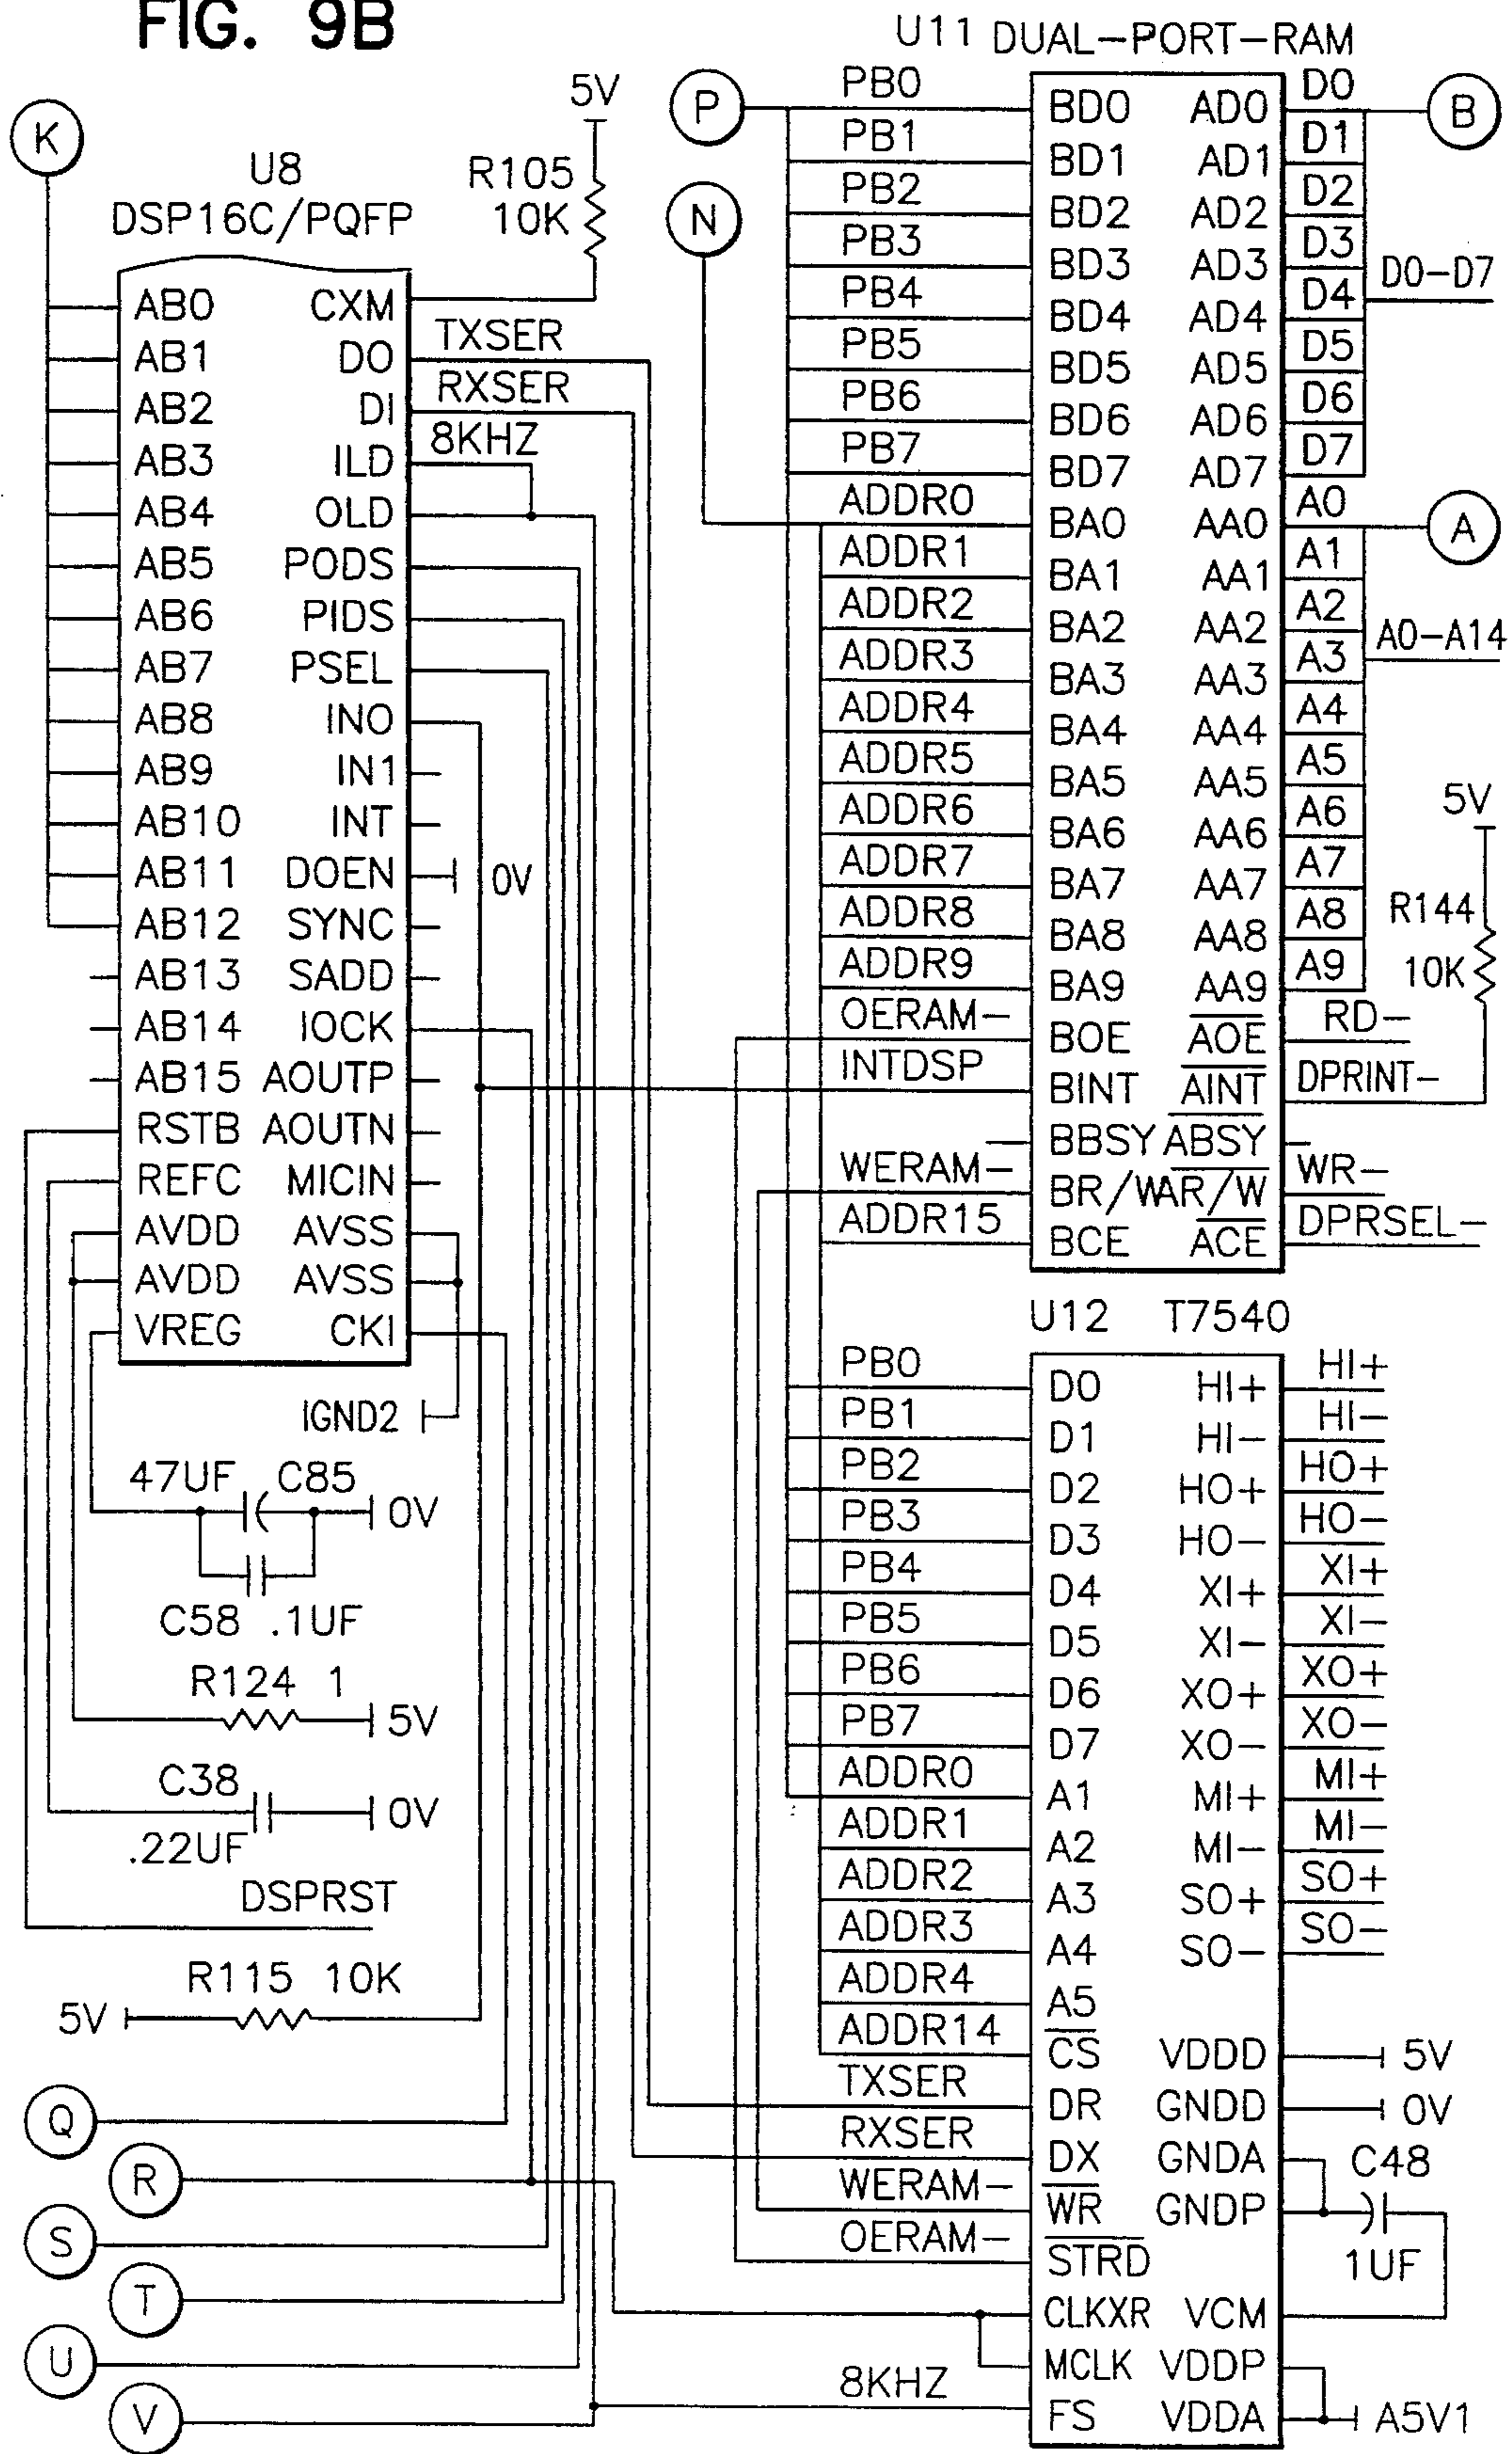 FIG. 9B
K
U8
DSP16C/PQFP
5V
R105
10K
AB0 CXM
AB1 DO
AB2 DI
AB3 ILD
AB4 OLD
AB5 PODS
AB6 PIDS
AB7 PSEL
AB8 INO
AB9 IN1
AB10 INT
AB11 DOEN
AB12 SYNC
AB13 SADD
AB14 IOCK
AB15 AOUTP
RSTB AOUTN
REFC MICIN
AVDD AVSS
AVDD AVSS
VREG CKI
TXSER
RXSER
8KHZ
0V
IGND2
47UF C85
0V
C58 .1UF
R124 1
5V
C38
0V
.22UF
DSPRST
R115 10K
5V
Q
R
S
T
U
V
P
N
U11 DUAL-PORT-RAM
PB0 BD0 AD0 D0
B
PB1 BD1 AD1 D1
PB2 BD2 AD2 D2
PB3 BD3 AD3 D3
D0-D7
PB4 BD4 AD4 D4
PB5 BD5 AD5 D5
PB6 BD6 AD6 D6
PB7 BD7 AD7 D7
ADDR0 BA0 AA0 A0
A
ADDR1 BA1 AA1 A1
ADDR2 BA2 AA2 A2
A0-A14
ADDR3 BA3 AA3 A3
ADDR4 BA4 AA4 A4
ADDR5 BA5 AA5 A5
ADDR6 BA6 AA6 A6
ADDR7 BA7 AA7 A7
ADDR8 BA8 AA8 A8
ADDR9 BA9 AA9 A9
5V
R144
10K
OERAM- BOE AOE RD-
INTDSP BINT AINT DPRINT-
BBSY ABSY
WERAM- BR/W AR/W WR-
ADDR15 BCE ACE DPRSEL-
U12 T7540
PB0 D0 HI+ HI+
PB1 D1 HI- HI-
PB2 D2 HO+ HO+
PB3 D3 HO- HO-
PB4 D4 XI+ XI+
PB5 D5 XI- XI-
PB6 D6 XO+ XO+
PB7 D7 XO- XO-
ADDR0 A1 MI+ MI+
ADDR1 A2 MI- MI-
ADDR2 A3 SO+ SO+
ADDR3 A4 SO- SO-
ADDR4 A5
ADDR14 CS VDDD 5V
TXSER DR GNDD 0V
RXSER DX GNDA C48
WERAM- WR GNDP
1UF
OERAM- STRD
CLKXR VCM
MCLK VDDP
8KHZ FS VDDA A5V1